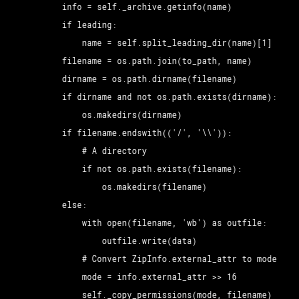 info = self._archive.getinfo(name)
if leading:
name = self.split_leading_dir(name)[1]
filename = os.path.join(to_path, name)
dirname = os.path.dirname(filename)
if dirname and not os.path.exists(dirname):
os.makedirs(dirname)
if filename.endswith(('/', '\\')):
# A directory
if not os.path.exists(filename):
os.makedirs(filename)
else:
with open(filename, 'wb') as outfile:
outfile.write(data)
# Convert ZipInfo.external_attr to mode
mode = info.external_attr >> 16
self._copy_permissions(mode, filename)